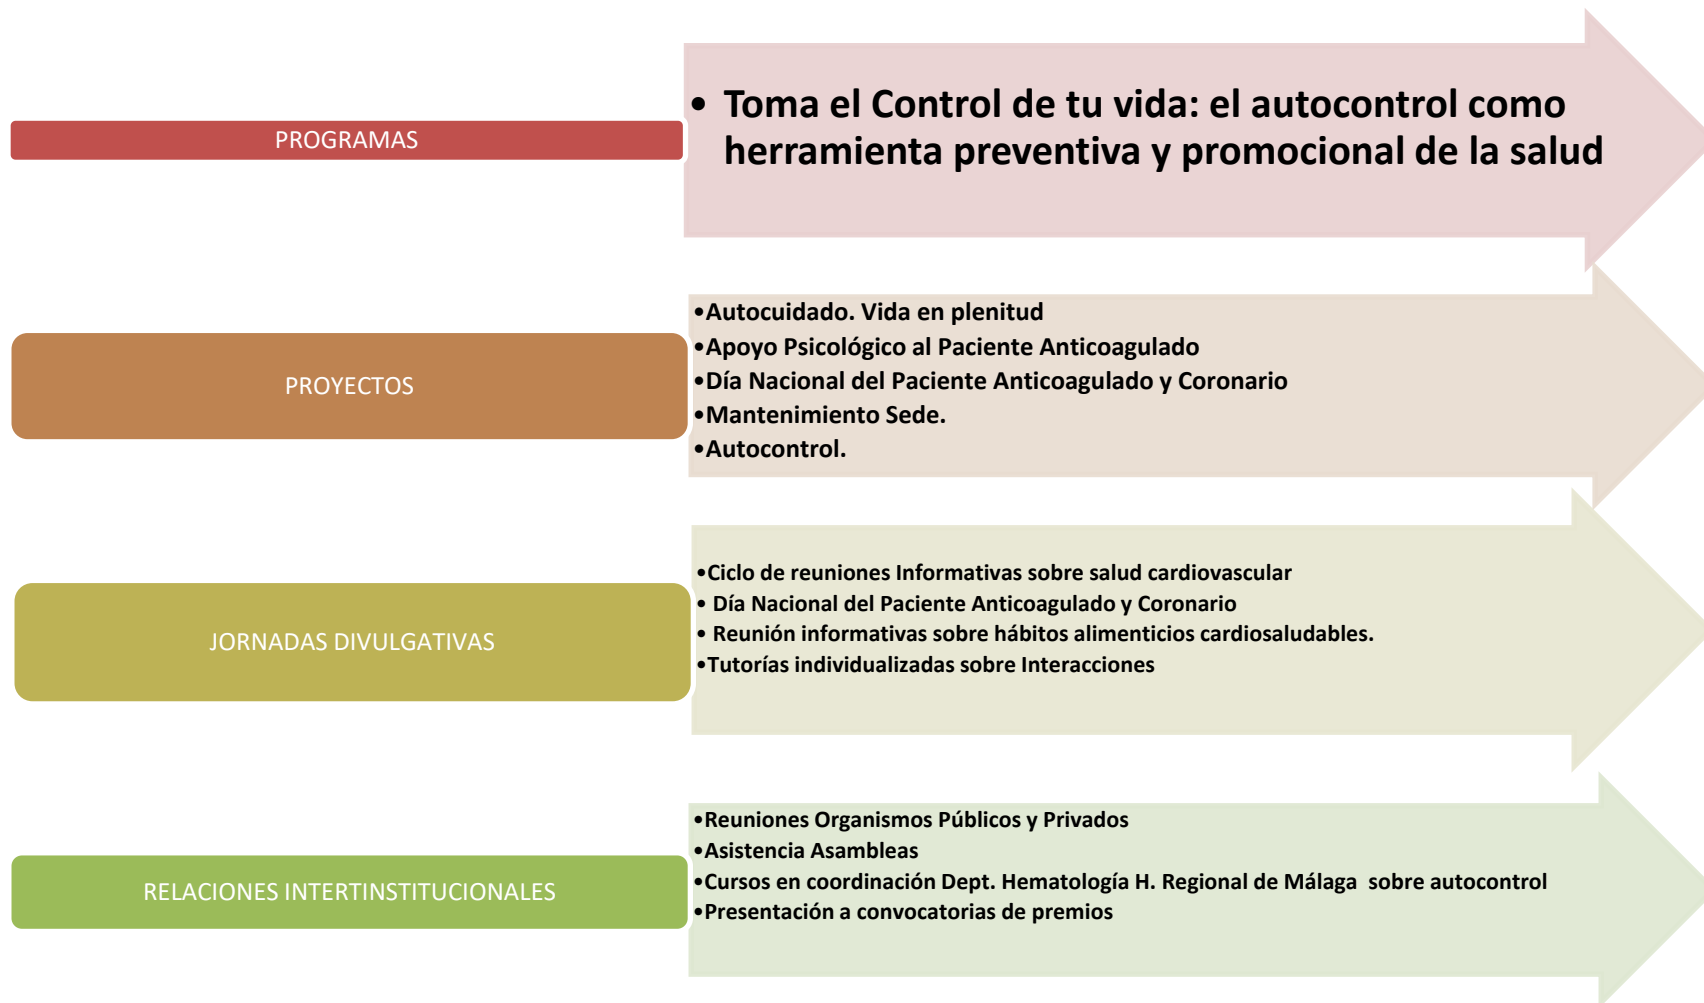 PROGRAMAS
• Toma el Control de tu vida: el autocontrol como
herramienta preventiva y promocional de la salud
PROYECTOS
•Autocuidado. Vida en plenitud
•Apoyo Psicológico al Paciente Anticoagulado
•Día Nacional del Paciente Anticoagulado y Coronario
•Mantenimiento Sede.
•Autocontrol.
JORNADAS DIVULGATIVAS
•Ciclo de reuniones Informativas sobre salud cardiovascular
• Día Nacional del Paciente Anticoagulado y Coronario
• Reunión informativas sobre hábitos alimenticios cardiosaludables.
•Tutorías individualizadas sobre Interacciones
RELACIONES INTERTINSTITUCIONALES
•Reuniones Organismos Públicos y Privados
•Asistencia Asambleas
•Cursos en coordinación Dept. Hematología H. Regional de Málaga sobre autocontrol
•Presentación a convocatorias de premios